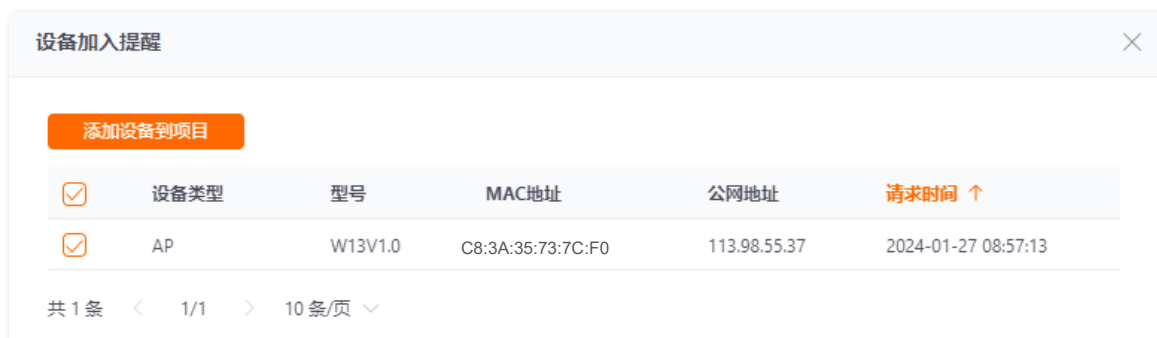 设备加入提醒
添加设备到项目
设备类型 型号 MAC地址 公网地址 请求时间 ↑
AP W13V1.0 C8:3A:35:73:7C:F0 113.98.55.37 2024-01-27 08:57:13
共 1 条 < 1/1 > 10 条/页